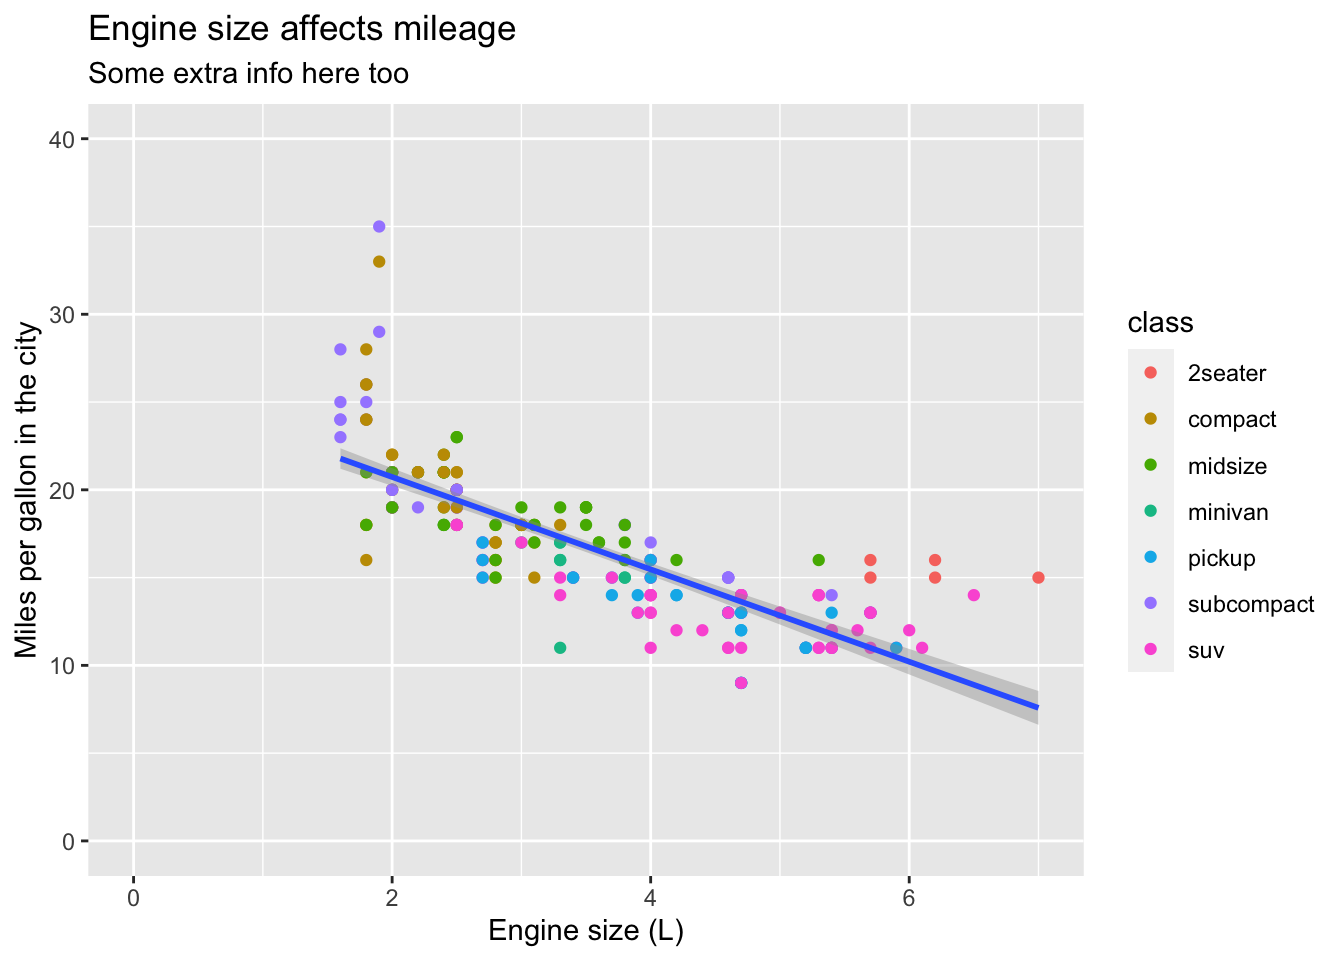 Engine size affects mileage
Some extra info here too
40
30
20
10
0
Miles per gallon in the city
0 2 4 6
Engine size (L)
class
2seater
compact
midsize
minivan
pickup
subcompact
suv